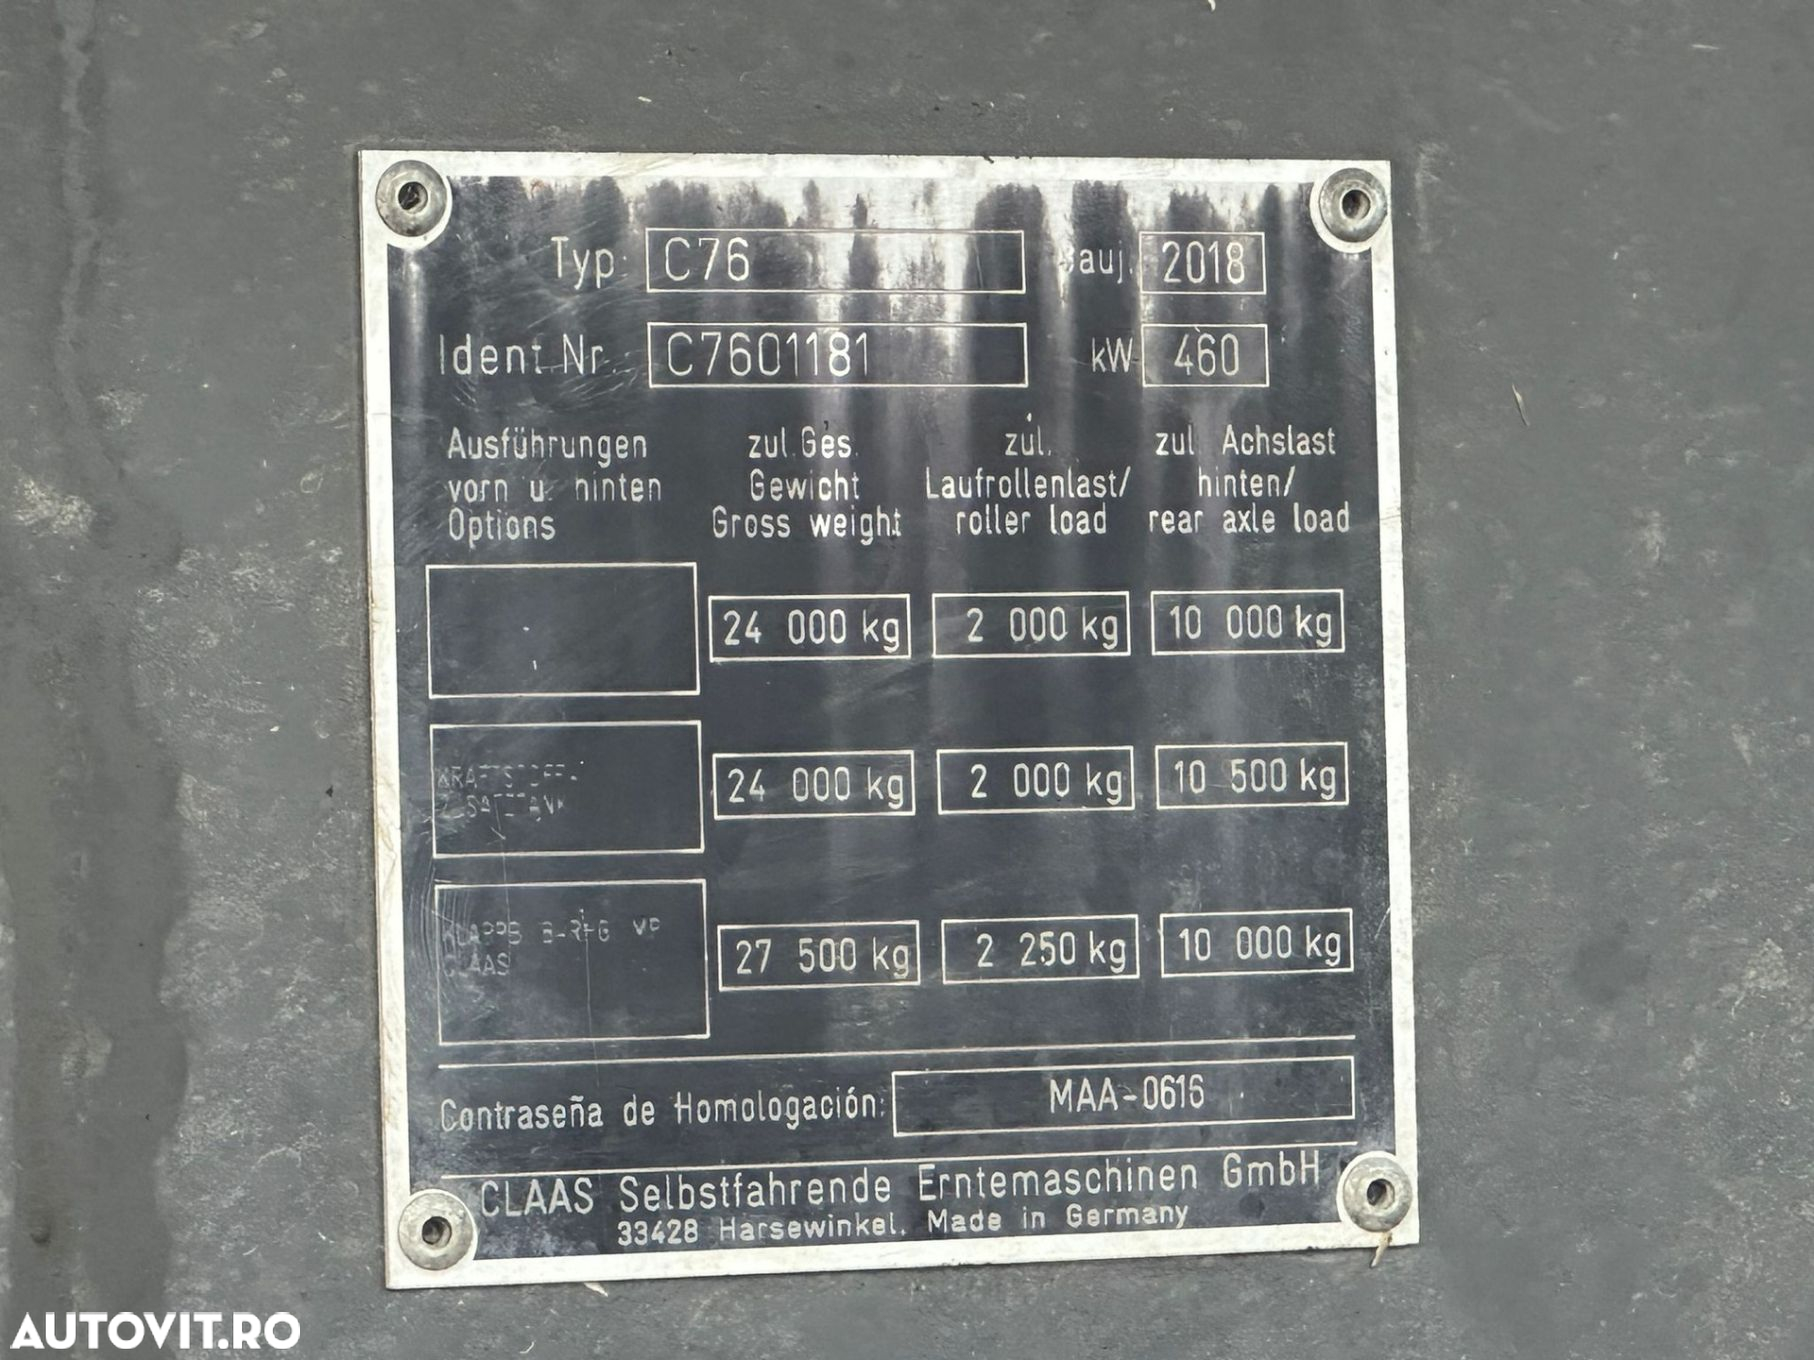 Typ: C76 Bauj. 2018
Ident.Nr. C7601181 kW 460
Ausführungen zul.Ges. zul. zul. Achslast
vorn u. hinten Gewicht Laufrollenlast/ hinten/
Options Gross weight roller load rear axle load
24 000 kg 2 000 kg 10 000 kg
24 000 kg 2 000 kg 10 500 kg
CLAAS
27 500 kg 2 250 kg 10 000 kg
Contraseña de Homologación: MAA-0616
CLAAS Selbstfahrende Erntemaschinen GmbH
33428 Harsewinkel. Made in Germany
AUTOVIT.RO